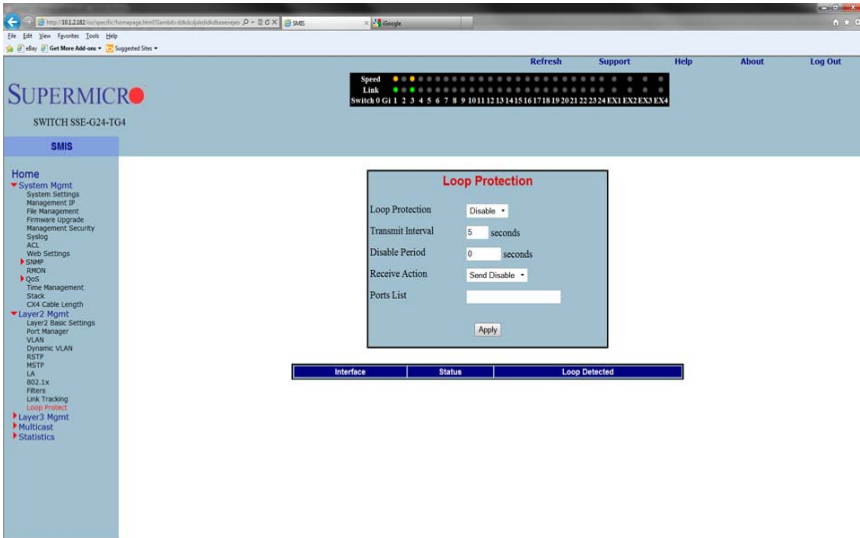 SMIS
iGoogle
File Edit View Favorites Tools Help
eBay Get More Add-ons Suggested Sites
Refresh Support Help About Log Out
SUPERMICRO
SWITCH SSE-G24-TG4
Speed
Link
Switch 0 Gi 1 2 3 4 5 6 7 8 9 10 11 12 13 14 15 16 17 18 19 20 21 22 23 24 EX1 EX2 EX3 EX4
SMIS
Home
System Mgmt
System Settings
Management IP
File Management
Firmware Upgrade
Management Security
Syslog
ACL
Web Settings
SNMP
RMON
QoS
Time Management
Stack
CX4 Cable Length
Layer2 Mgmt
Layer2 Basic Settings
Port Manager
VLAN
Dynamic VLAN
RSTP
MSTP
LA
802.1x
Filters
Link Tracking
Loop Protect
Layer3 Mgmt
Multicast
Statistics
Loop Protection
Loop Protection Disable
Transmit Interval 5 seconds
Disable Period 0 seconds
Receive Action Send Disable
Ports List
Apply
Interface Status Loop Detected